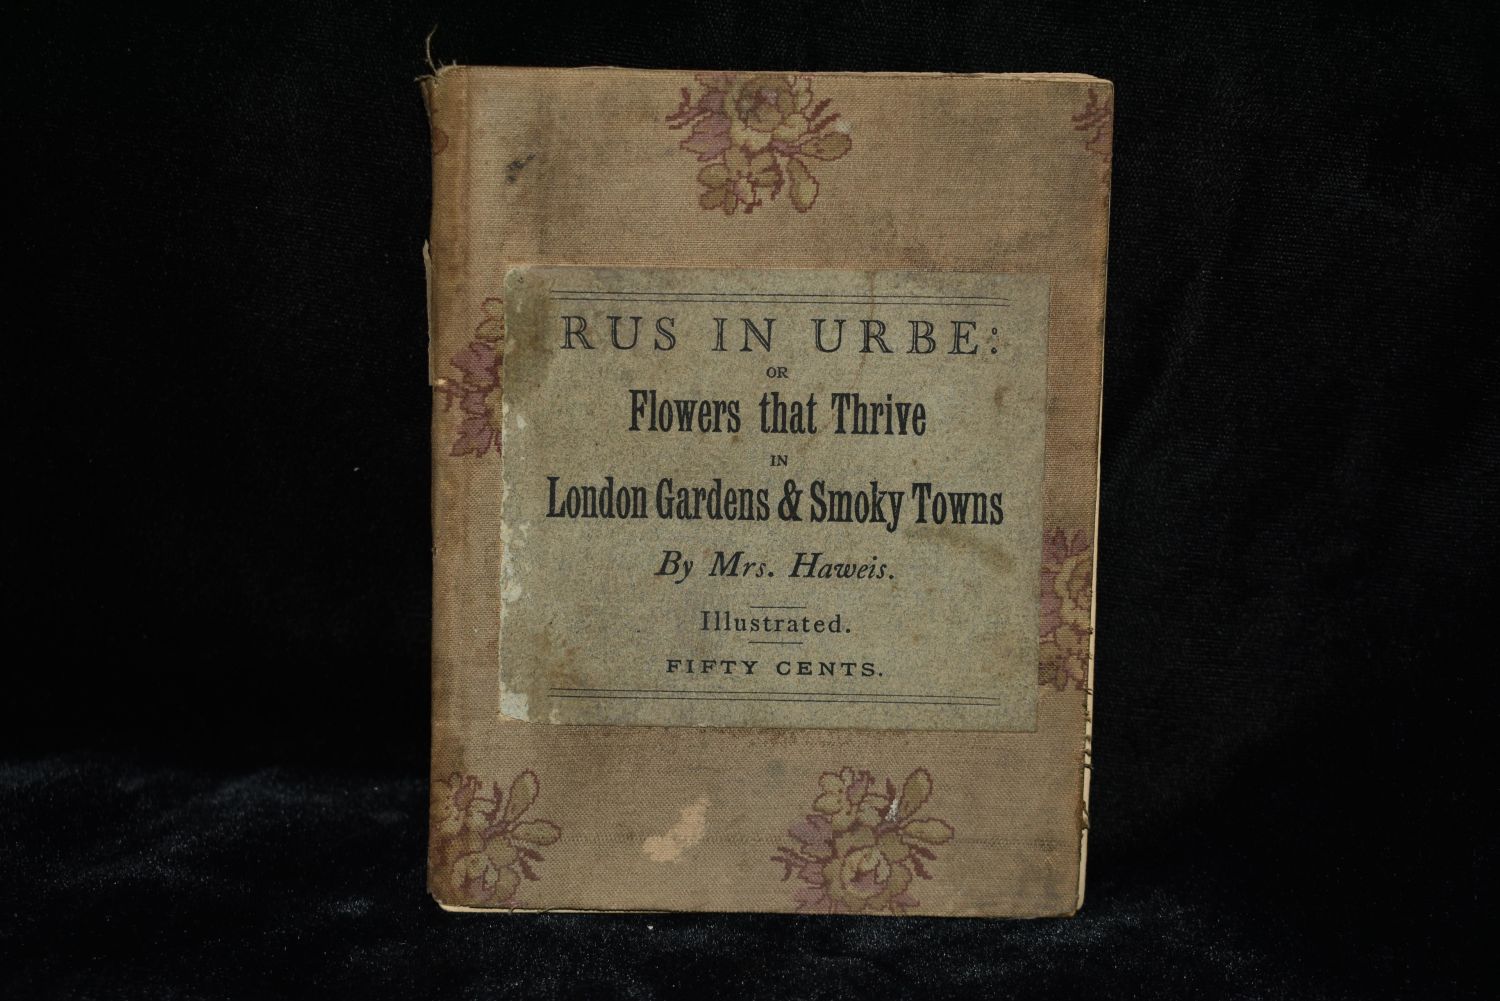 RUS IN URBE:
OR
Flowers that Thrive
IN
London Gardens & Smoky Towns
By Mrs. Haweis.
Illustrated.
FIFTY CENTS.